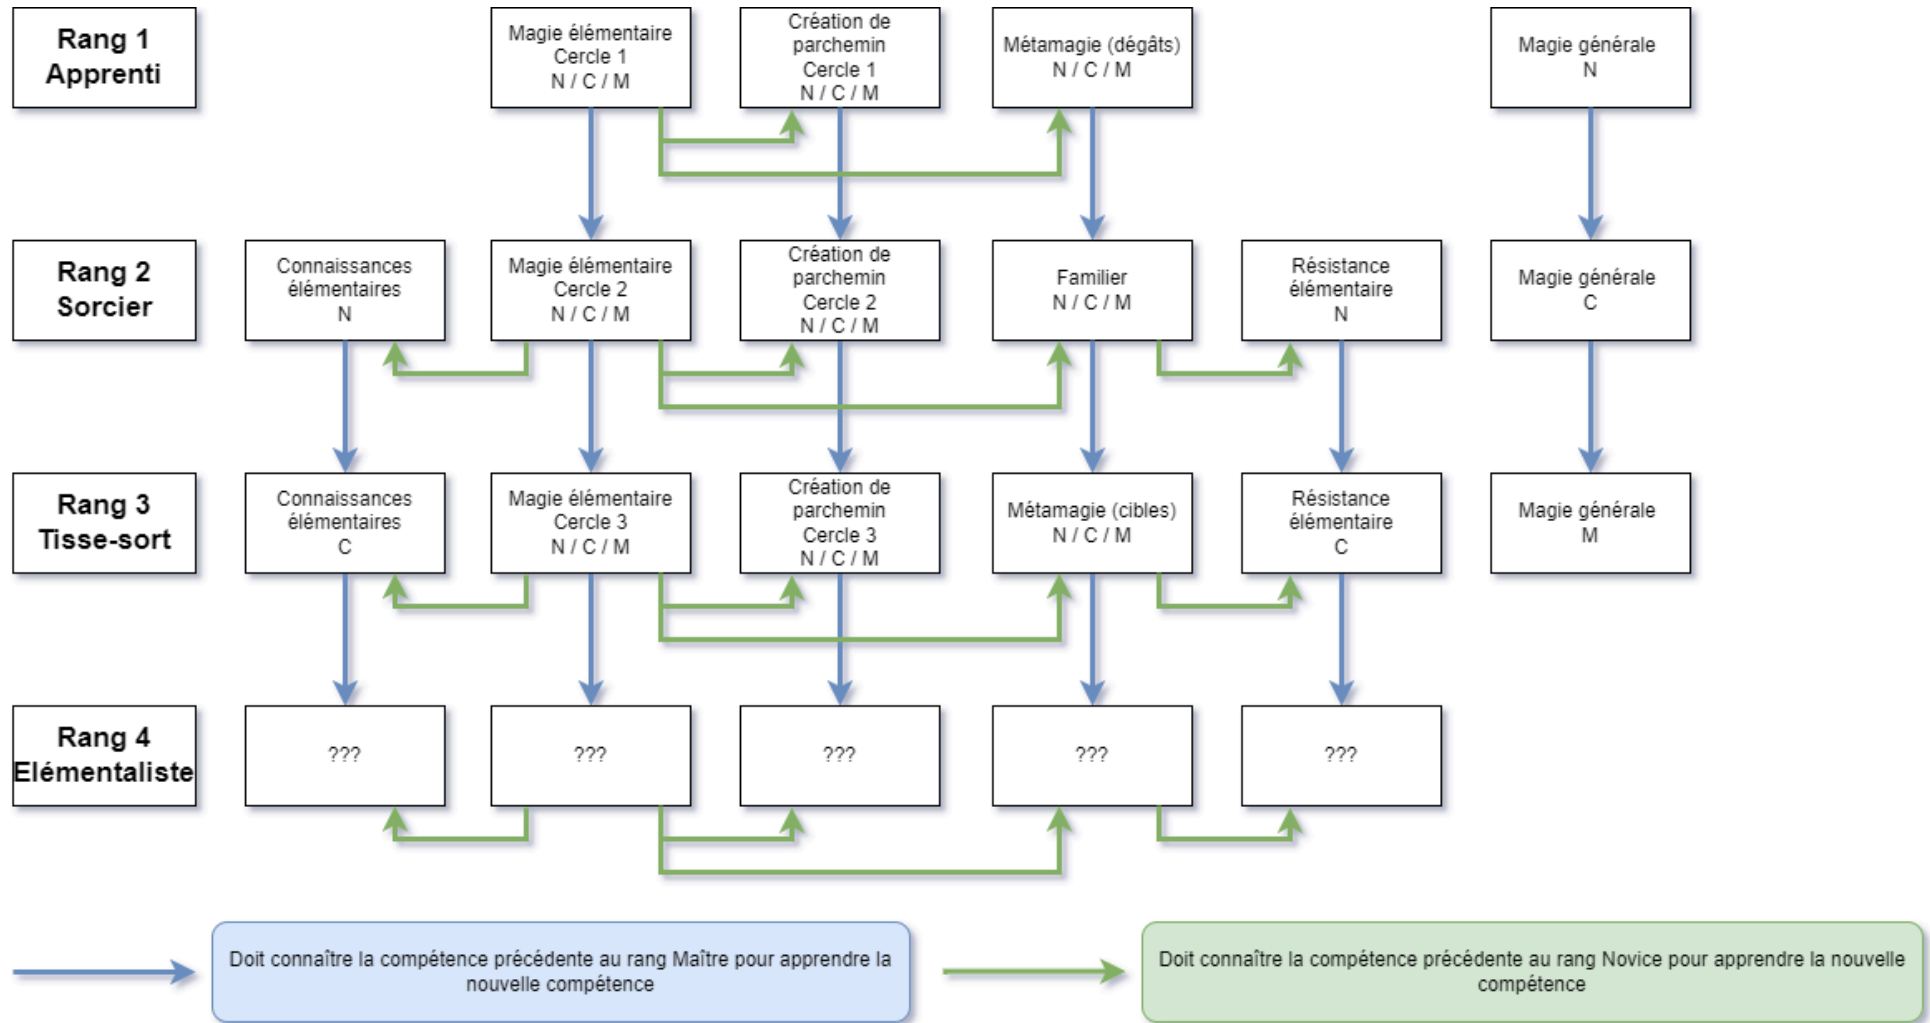 Rang 1
Apprenti
Magie élémentaire
Cercle 1
N / C / M
Création de
parchemin
Cercle 1
N / C / M
Métamagie (dégâts)
N / C / M
Magie générale
N
Rang 2
Sorcier
Connaissances
élémentaires
N
Magie élémentaire
Cercle 2
N / C / M
Création de
parchemin
Cercle 2
N / C / M
Familier
N / C / M
Résistance
élémentaire
N
Magie générale
C
Rang 3
Tisse-sort
Connaissances
élémentaires
C
Magie élémentaire
Cercle 3
N / C / M
Création de
parchemin
Cercle 3
N / C / M
Métamagie (cibles)
N / C / M
Résistance
élémentaire
C
Magie générale
M
Rang 4
Elémentaliste
???
???
???
???
???
Doit connaître la compétence précédente au rang Maître pour apprendre la
nouvelle compétence
Doit connaître la compétence précédente au rang Novice pour apprendre la nouvelle
compétence